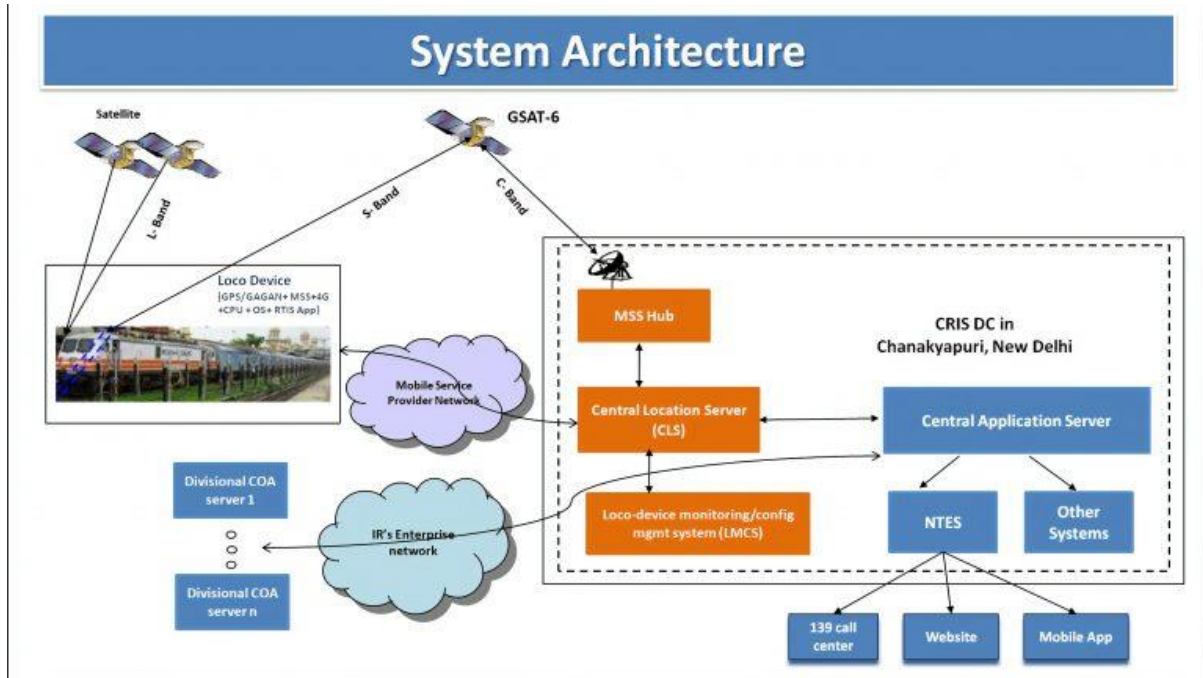 System Architecture
Satellite
GSAT-6
L- Band
S- Band
C- Band
Loco Device
[GPS/GAGAN+ MSS+4G
+CPU + OS+ RTIS App]
MSS Hub
CRIS DC in
Chanakyapuri, New Delhi
Mobile Service
Provider Network
Central Location Server
(CLS)
Central Application Server
Divisional COA
server 1
IR's Enterprise
network
Loco-device monitoring/config
mgmt system (LMCS)
NTES
Other
Systems
Divisional COA
server n
139 call
center
Website
Mobile App